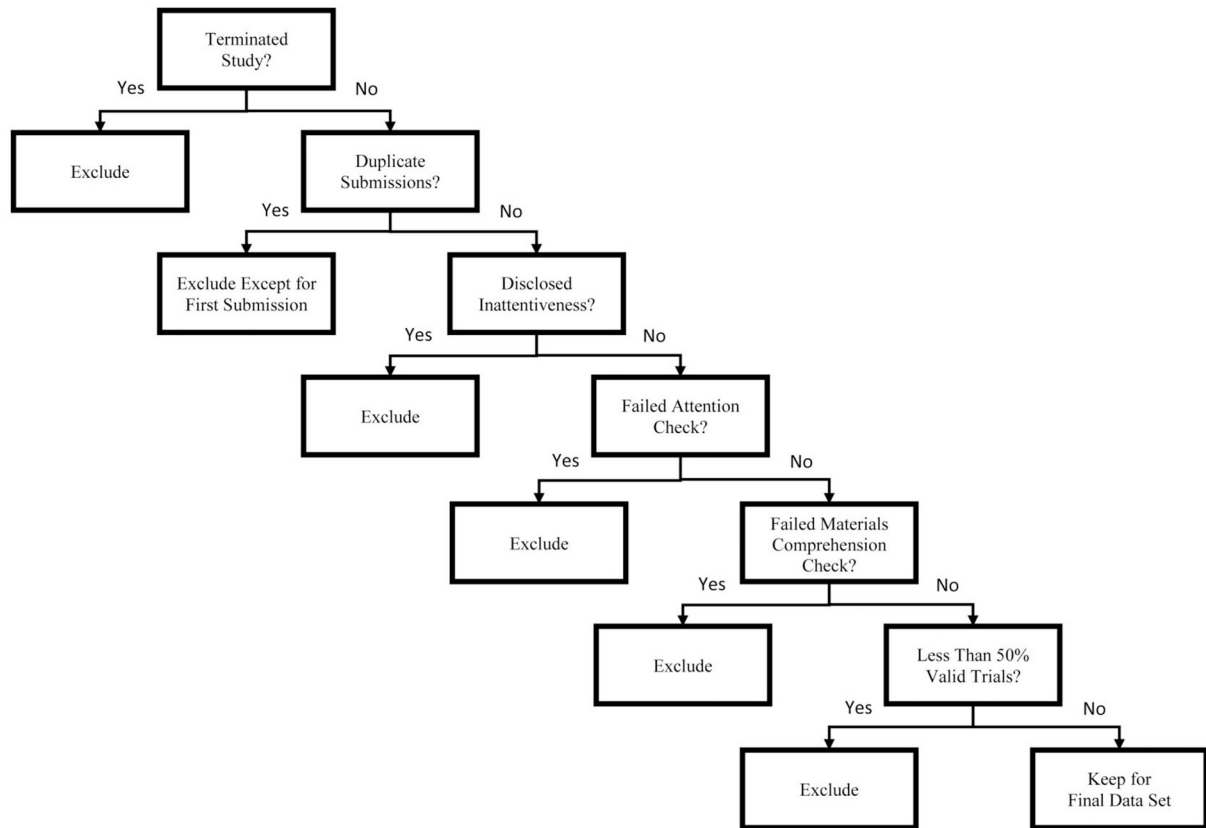 Terminated
Study?
Yes
No
Exclude
Duplicate
Submissions?
Yes
No
Exclude Except for
First Submission
Disclosed
Inattentiveness?
Yes
No
Exclude
Failed Attention
Check?
Yes
No
Exclude
Failed Materials
Comprehension
Check?
Yes
No
Exclude
Less Than 50%
Valid Trials?
Yes
No
Exclude
Keep for
Final Data Set